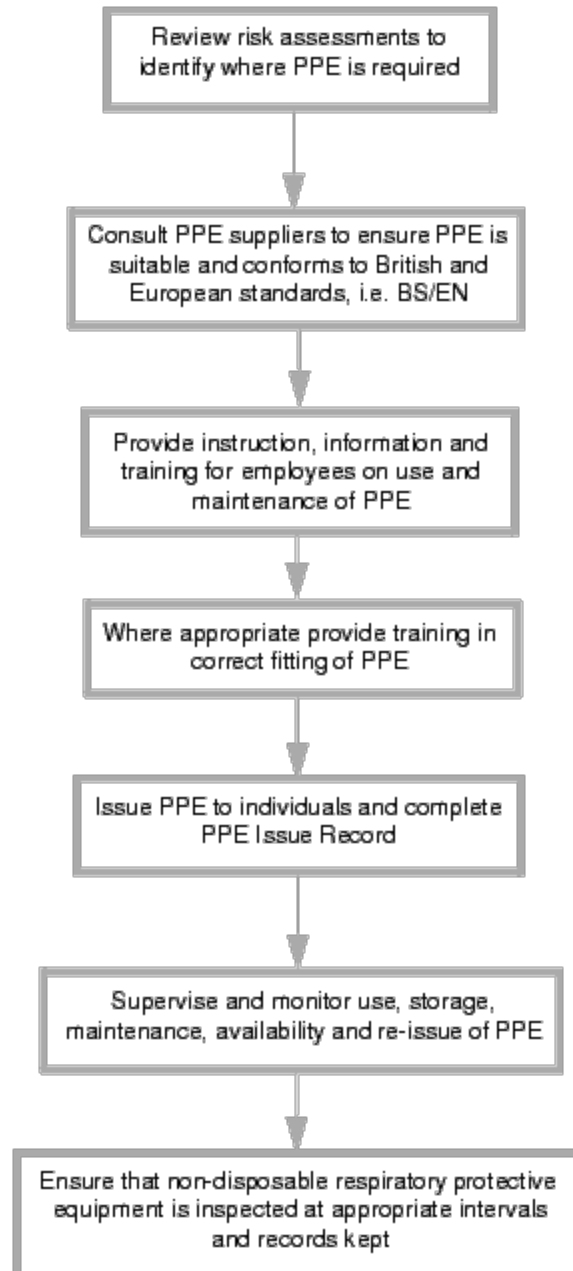 Review risk assessments to
identify where PPE is required
Consult PPE suppliers to ensure PPE is
suitable and conforms to British and
European standards, i.e. BS/EN
Provide instruction, information and
training for employees on use and
maintenance of PPE
Where appropriate provide training in
correct fitting of PPE
Issue PPE to individuals and complete
PPE Issue Record
Supervise and monitor use, storage,
maintenance, availability and re-issue of PPE
Ensure that non-disposable respiratory protective
equipment is inspected at appropriate intervals
and records kept